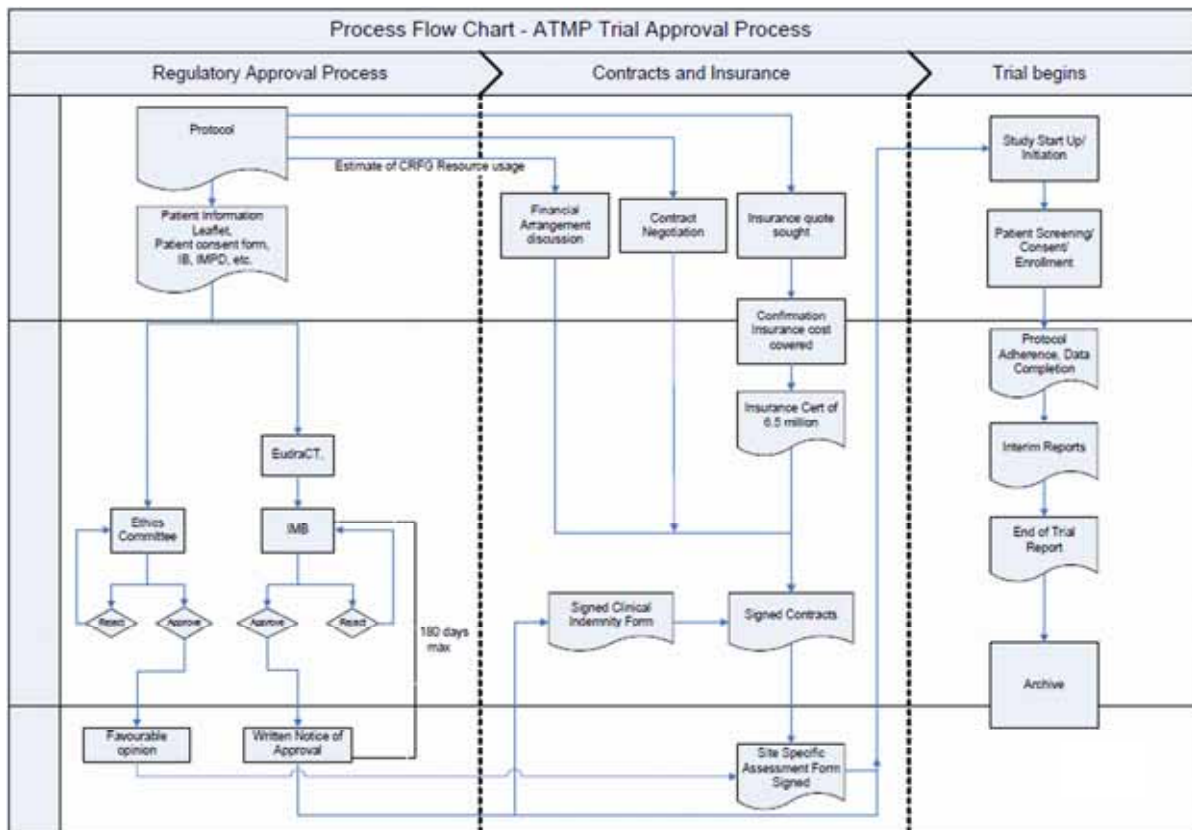 Process Flow Chart - ATMP Trial Approval Process
Regulatory Approval Process
Contracts and Insurance
Trial begins
Protocol
Estimate of CRFG Resource usage
Patient Information
Leaflet,
Patient consent form,
IB, IMPD, etc.
Financial
Arrangement
discussion
Contract
Negotiation
Insurance quote
sought
Study Start Up/
Initiation
Patient Screening/
Consent/
Enrollment
Confirmation
Insurance cost
covered
Protocol
Adherence, Data
Completion
Insurance Cert of
6.5 million
Interim Reports
EudraCT,
Ethics
Committee
IMB
End of Trial
Report
Reject
Approve
Approve
Reject
180 days
max
Signed Clinical
Indemnity Form
Signed Contracts
Archive
Favourable
opinion
Written Notice of
Approval
Site Specific
Assessment Form
Signed